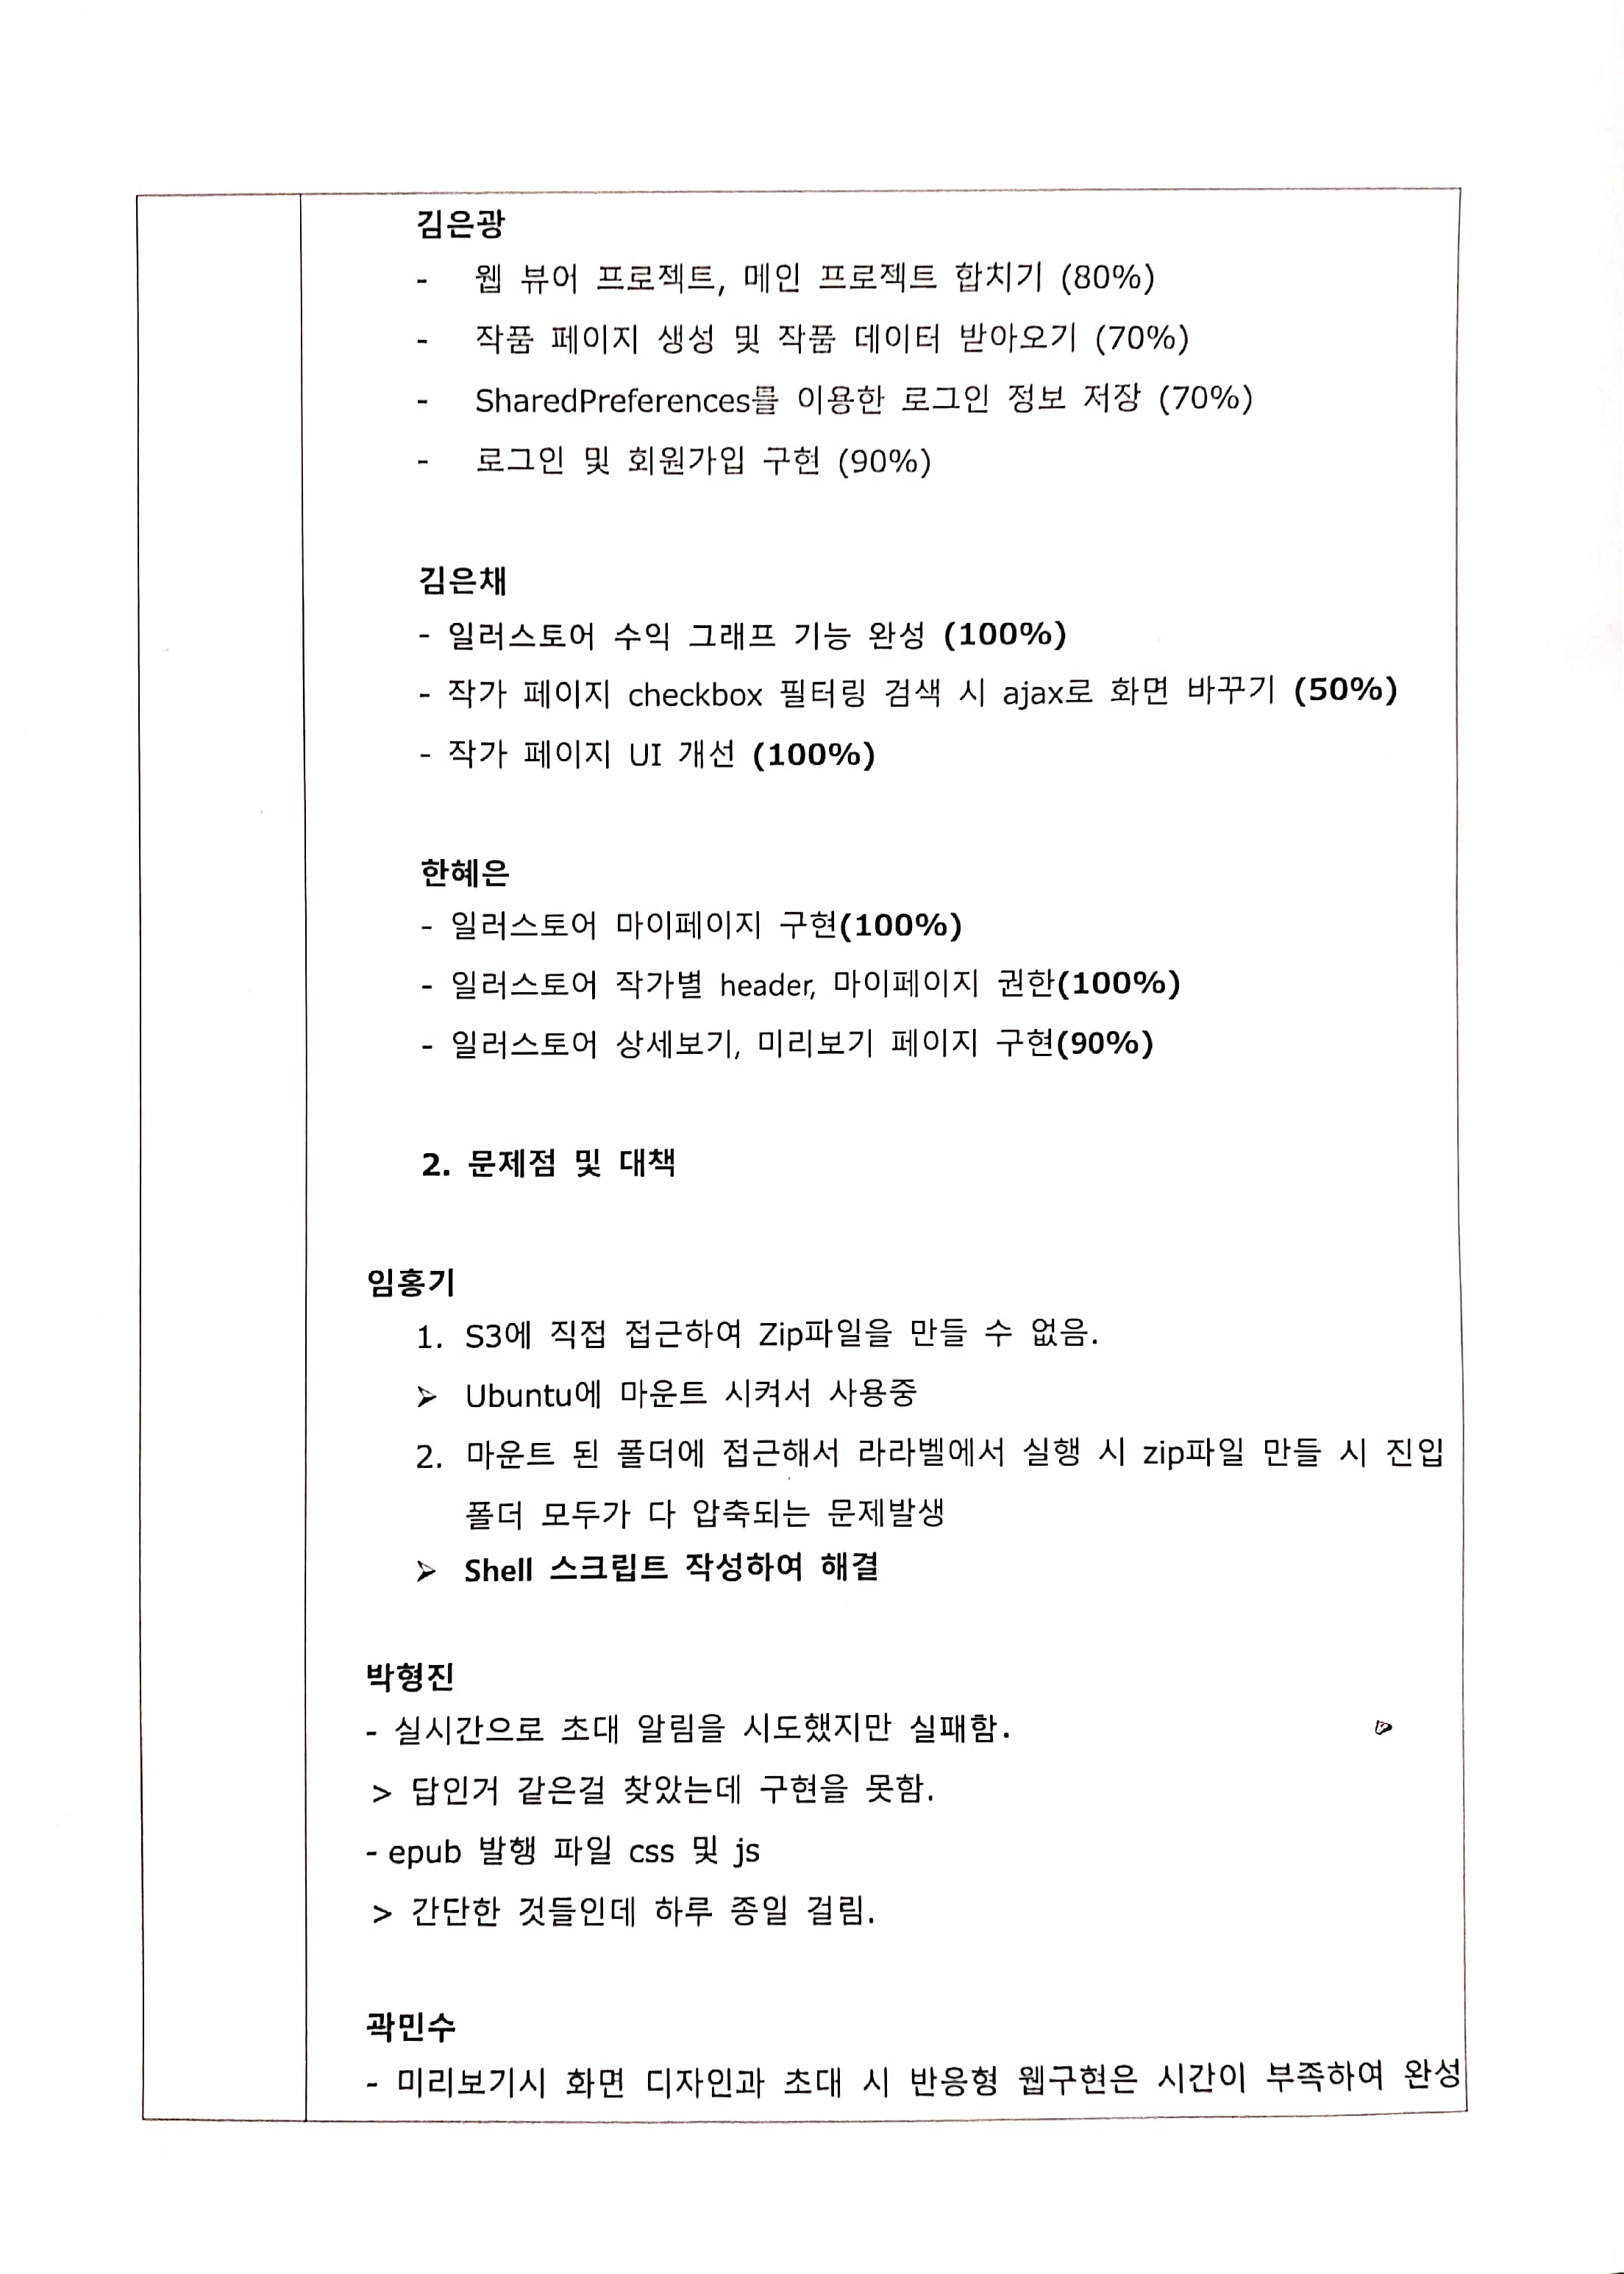 김은광
- 웹 뷰어 프로젝트, 메인 프로젝트 합치기 (80%)
- 작품 페이지 생성 및 작품 데이터 받아오기 (70%)
- SharedPreferences를 이용한 로그인 정보 저장 (70%)
- 로그인 및 회원가입 구현 (90%)
김은채
- 일러스토어 수익 그래프 기능 완성 (100%)
- 작가 페이지 checkbox 필터링 검색 시 ajax로 화면 바꾸기 (50%)
- 작가 페이지 UI 개선 (100%)
한혜은
- 일러스토어 마이페이지 구현(100%)
- 일러스토어 작가별 header, 마이페이지 권한(100%)
- 일러스토어 상세보기, 미리보기 페이지 구현(90%)
2. 문제점 및 대책
임홍기
1. S3에 직접 접근하여 Zip파일을 만들 수 없음.
➢ Ubuntu에 마운트 시켜서 사용중
2. 마운트 된 폴더에 접근해서 라라벨에서 실행 시 zip파일 만들 시 진입
폴더 모두가 다 압축되는 문제발생
➢ Shell 스크립트 작성하여 해결
박형진
- 실시간으로 초대 알림을 시도했지만 실패함.
> 답인거 같은걸 찾았는데 구현을 못함.
- epub 발행 파일 css 및 js
> 간단한 것들인데 하루 종일 걸림.
곽민수
- 미리보기시 화면 디자인과 초대 시 반응형 웹구현은 시간이 부족하여 완성